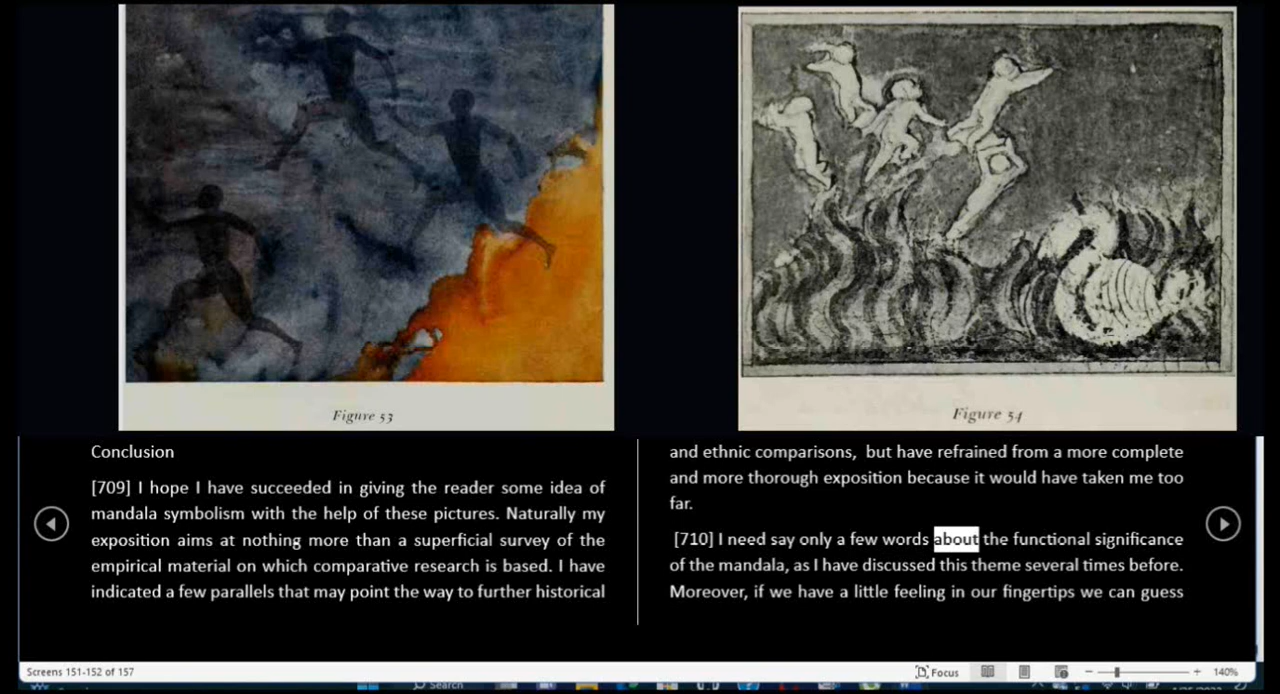 Figure 53
Figure 54
Conclusion
[709] I hope I have succeeded in giving the reader some idea of
mandala symbolism with the help of these pictures. Naturally my
exposition aims at nothing more than a superficial survey of the
empirical material on which comparative research is based. I have
indicated a few parallels that may point the way to further historical
and ethnic comparisons, but have refrained from a more complete
and more thorough exposition because it would have taken me too
far.
[710] I need say only a few words about the functional significance
of the mandala, as I have discussed this theme several times before.
Moreover, if we have a little feeling in our fingertips we can guess
Screens 151-152 of 157
Focus
140%
Search